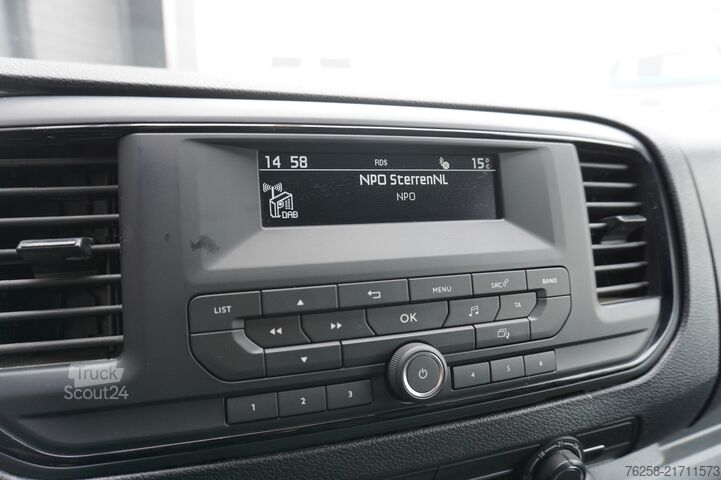 14 58 RDS 15°C
NPO SterrenNL
NPO
DAB
LIST MENU SRC BAND
OK TA
1 2 3 4 5 6
Truck
Scout24
76258-21711573